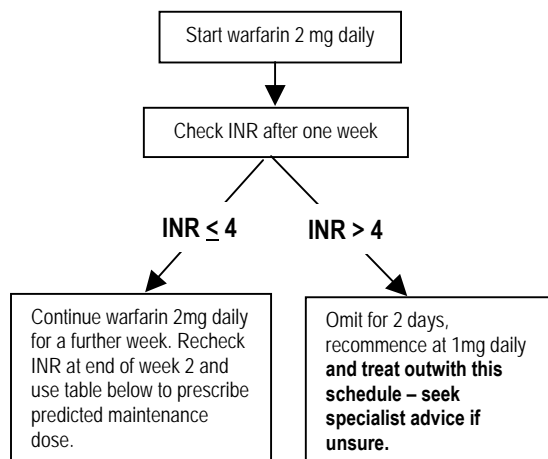 Start warfarin 2 mg daily
Check INR after one week
INR ≤ 4
INR > 4
Continue warfarin 2mg daily
for a further week. Recheck
INR at end of week 2 and
use table below to prescribe
predicted maintenance
dose.
Omit for 2 days,
recommence at 1mg daily
and treat outwith this
schedule – seek
specialist advice if
unsure.